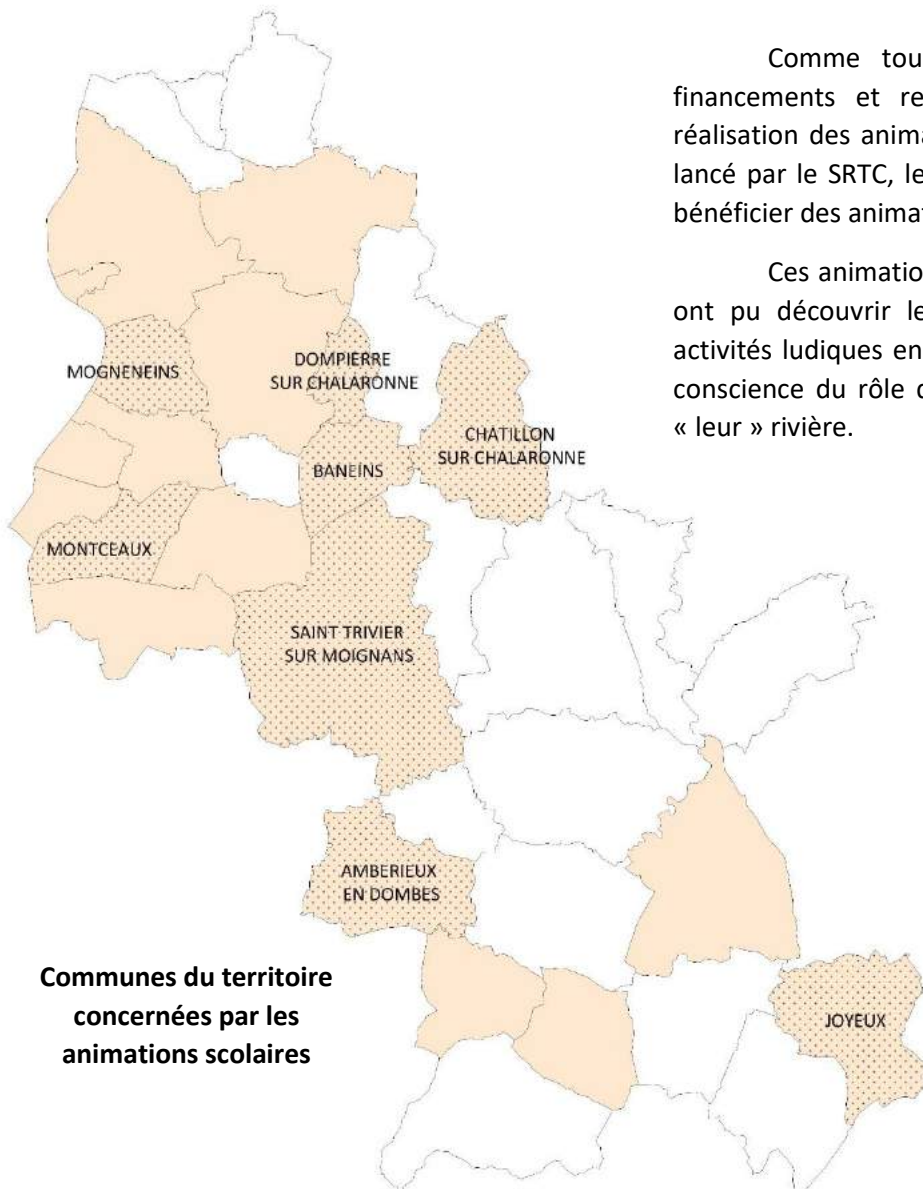 Comme tou
financements et re
réalisation des anima
lancé par le SRTC, le
bénéficier des anima
Ces animatio
ont pu découvrir le
activités ludiques en
conscience du rôle
« leur » rivière.
MOGNENEINS
DOMPIERRE
SUR CHALARONNE
CHATILLON
SUR CHALARONNE
BANEINS
MONTCEAUX
SAINT TRIVIER
SUR MOIGNANS
AMBERIEUX
EN DOMBES
Communes du territoire
concernées par les
animations scolaires
JOYEUX